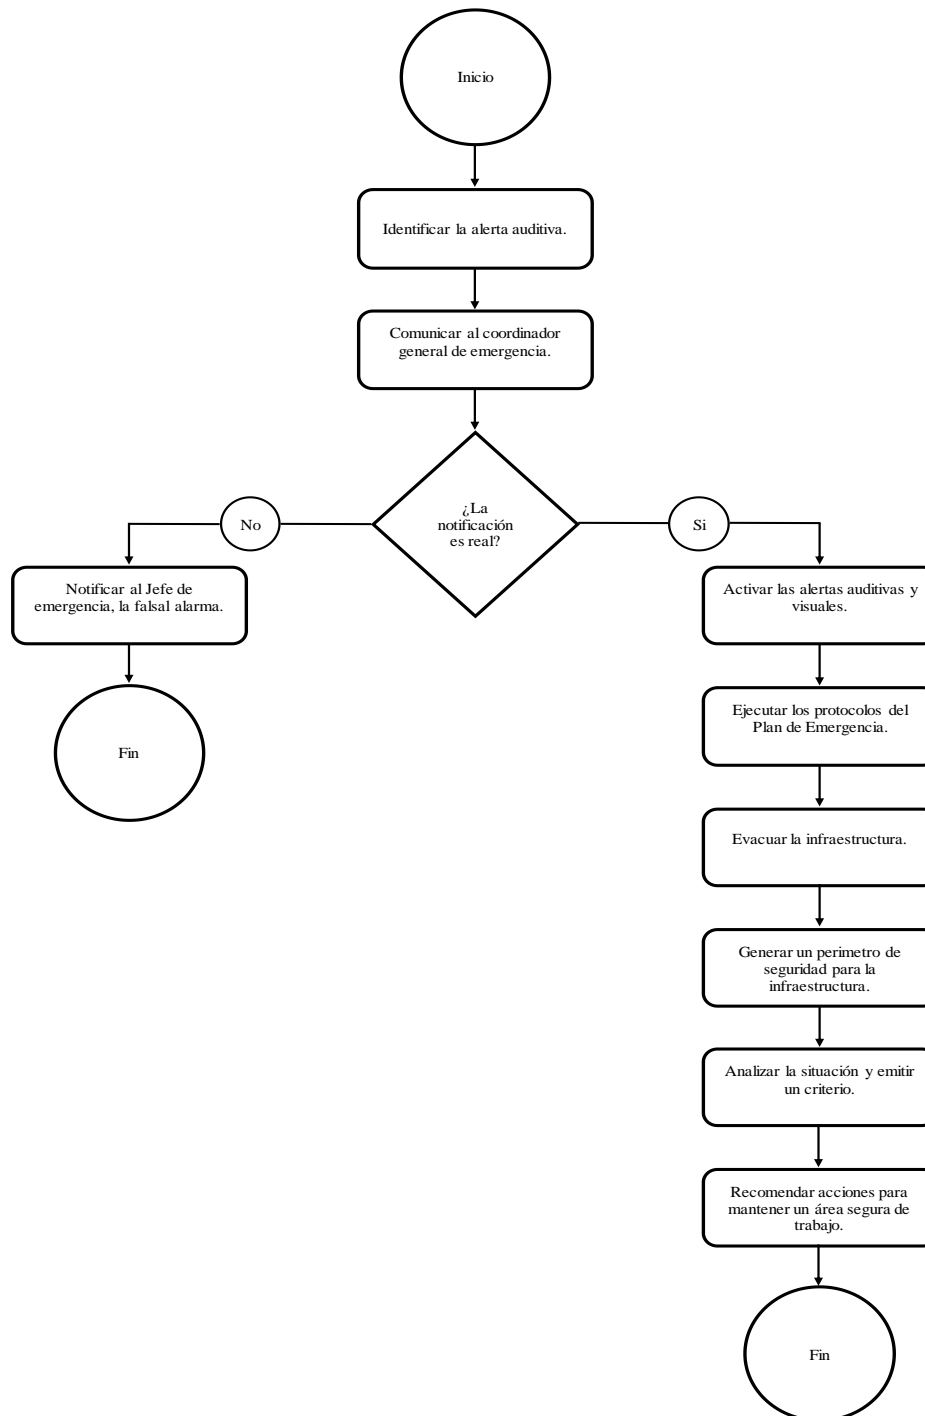 Inicio
Identificar la alerta auditiva.
Comunicar al coordinador
general de emergencia.
¿La
notificación
es real?
No
Si
Notificar al Jefe de
emergencia, la falsal alarma.
Fin
Activar las alertas auditivas y
visuales.
Ejecutar los protocolos del
Plan de Emergencia.
Evacuar la infraestructura.
Generar un perimetro de
seguridad para la
infraestructura.
Analizar la situación y emitir
un criterio.
Recomendar acciones para
mantener un área segura de
trabajo.
Fin